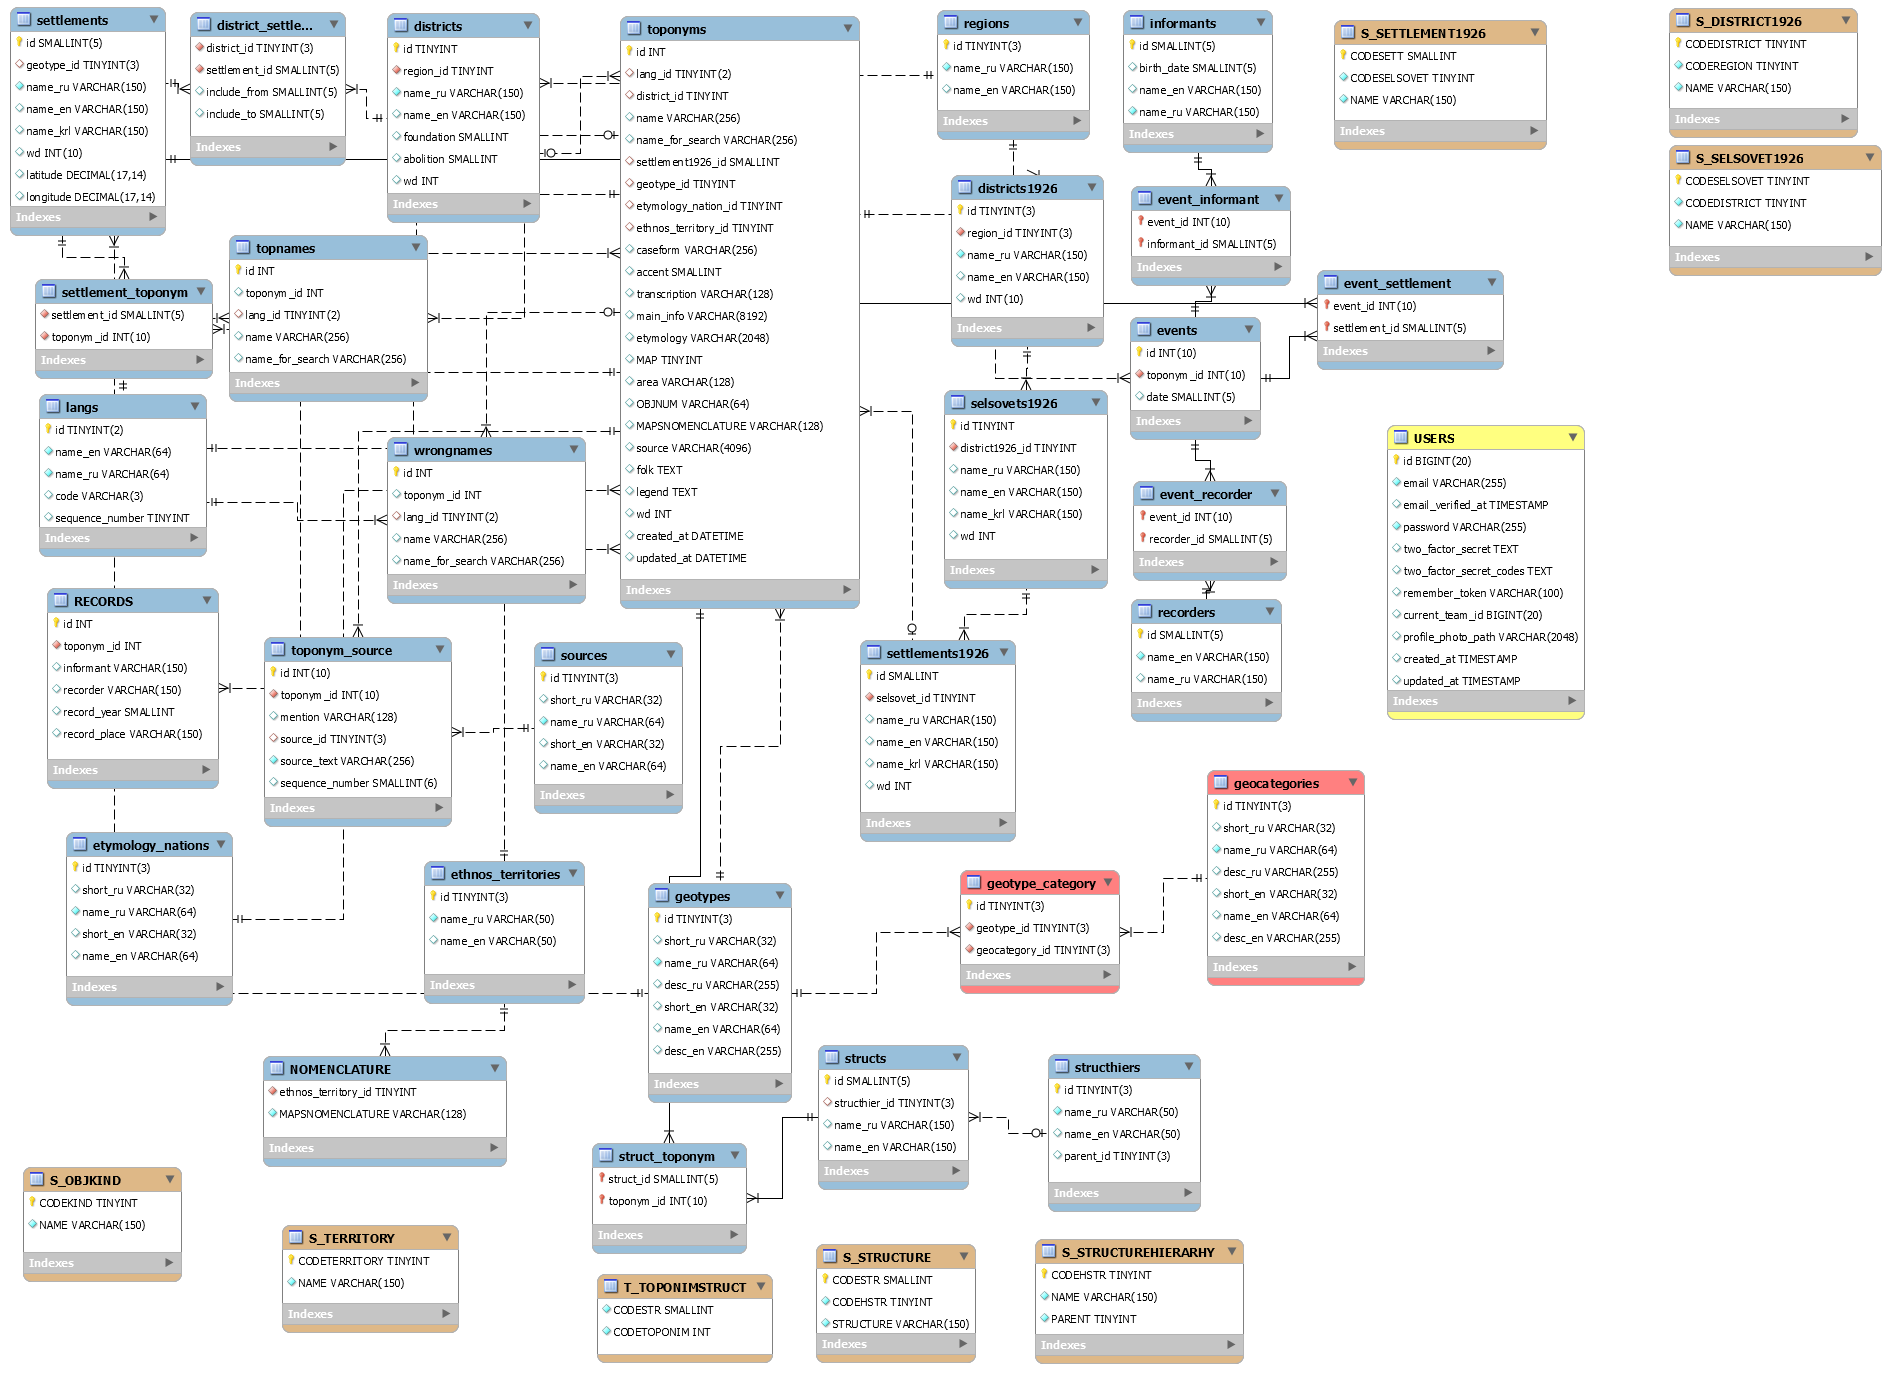 settlements
id SMALLINT(5)
geotype_id TINYINT(3)
name_ru VARCHAR(150)
name_en VARCHAR(150)
name_krl VARCHAR(150)
wd INT(10)
latitude DECIMAL(17,14)
longitude DECIMAL(17,14)
Indexes
district_settle...
district_id TINYINT(3)
settlement_id SMALLINT(5)
include_from SMALLINT(5)
include_to SMALLINT(5)
Indexes
districts
id TINYINT
region_id TINYINT
name_ru VARCHAR(150)
name_en VARCHAR(150)
foundation SMALLINT
abolition SMALLINT
wd INT
Indexes
toponyms
id INT
lang_id TINYINT(2)
district_id TINYINT
name VARCHAR(256)
name_for_search VARCHAR(256)
settlement1926_id SMALLINT
geotype_id TINYINT
etymology_nation_id TINYINT
ethnos_territory_id TINYINT
caseform VARCHAR(256)
accent SMALLINT
transcription VARCHAR(128)
main_info VARCHAR(8192)
etymology VARCHAR(2048)
MAP TINYINT
area VARCHAR(128)
OBJNUM VARCHAR(64)
MAPSNOMENCLATURE VARCHAR(128)
source VARCHAR(4096)
folk TEXT
legend TEXT
wd INT
created_at DATETIME
updated_at DATETIME
Indexes
regions
id TINYINT(3)
name_ru VARCHAR(150)
name_en VARCHAR(150)
Indexes
informants
id SMALLINT(5)
birth_date SMALLINT(5)
name_en VARCHAR(150)
name_ru VARCHAR(150)
Indexes
S_SETTLEMENT1926
CODESETT SMALLINT
CODESELSOVET TINYINT
NAME VARCHAR(150)
Indexes
S_DISTRICT1926
CODEDISTRICT TINYINT
CODEREGION TINYINT
NAME VARCHAR(150)
Indexes
S_SELSOVET1926
CODESELSOVET TINYINT
CODEDISTRICT TINYINT
NAME VARCHAR(150)
Indexes
districts1926
id TINYINT(3)
region_id TINYINT(3)
name_ru VARCHAR(150)
name_en VARCHAR(150)
wd INT(10)
Indexes
event_informant
event_id INT(10)
informant_id SMALLINT(5)
Indexes
topnames
id INT
toponym_id INT
lang_id TINYINT(2)
name VARCHAR(256)
name_for_search VARCHAR(256)
Indexes
settlement_toponym
settlement_id SMALLINT(5)
toponym_id INT(10)
Indexes
event_settlement
event_id INT(10)
settlement_id SMALLINT(5)
Indexes
events
id INT(10)
toponym_id INT(10)
date SMALLINT(5)
Indexes
langs
id TINYINT(2)
name_en VARCHAR(64)
name_ru VARCHAR(64)
code VARCHAR(3)
sequence_number TINYINT
Indexes
wrongnames
id INT
toponym_id INT
lang_id TINYINT(2)
name VARCHAR(256)
name_for_search VARCHAR(256)
Indexes
selsovets1926
id TINYINT
district1926_id TINYINT
name_ru VARCHAR(150)
name_en VARCHAR(150)
name_krl VARCHAR(150)
wd INT
Indexes
USERS
id BIGINT(20)
email VARCHAR(255)
email_verified_at TIMESTAMP
password VARCHAR(255)
two_factor_secret TEXT
two_factor_secret_codes TEXT
remember_token VARCHAR(100)
current_team_id BIGINT(20)
profile_photo_path VARCHAR(2048)
created_at TIMESTAMP
updated_at TIMESTAMP
Indexes
event_recorder
event_id INT(10)
recorder_id SMALLINT(5)
Indexes
RECORDS
id INT
toponym_id INT
informant VARCHAR(150)
recorder VARCHAR(150)
record_year SMALLINT
record_place VARCHAR(150)
Indexes
toponym_source
id INT(10)
toponym_id INT(10)
mention VARCHAR(128)
source_id TINYINT(3)
source_text VARCHAR(256)
sequence_number SMALLINT(6)
Indexes
sources
id TINYINT(3)
short_ru VARCHAR(32)
name_ru VARCHAR(64)
short_en VARCHAR(32)
name_en VARCHAR(64)
Indexes
settlements1926
id SMALLINT
selsovet_id TINYINT
name_ru VARCHAR(150)
name_en VARCHAR(150)
name_krl VARCHAR(150)
wd INT
Indexes
recorders
id SMALLINT(5)
name_en VARCHAR(150)
name_ru VARCHAR(150)
Indexes
geocategories
id TINYINT(3)
short_ru VARCHAR(32)
name_ru VARCHAR(64)
desc_ru VARCHAR(255)
short_en VARCHAR(32)
name_en VARCHAR(64)
desc_en VARCHAR(255)
Indexes
etymology_nations
id TINYINT(3)
short_ru VARCHAR(32)
name_ru VARCHAR(64)
short_en VARCHAR(32)
name_en VARCHAR(64)
Indexes
ethnos_territories
id TINYINT(3)
name_ru VARCHAR(50)
name_en VARCHAR(50)
Indexes
geotypes
id TINYINT(3)
short_ru VARCHAR(32)
name_ru VARCHAR(64)
desc_ru VARCHAR(255)
short_en VARCHAR(32)
name_en VARCHAR(64)
desc_en VARCHAR(255)
Indexes
geotype_category
id TINYINT(3)
geotype_id TINYINT(3)
geocategory_id TINYINT(3)
Indexes
NOMENCLATURE
ethnos_territory_id TINYINT
MAPSNOMENCLATURE VARCHAR(128)
Indexes
structs
id SMALLINT(5)
structhier_id TINYINT(3)
name_ru VARCHAR(150)
name_en VARCHAR(150)
Indexes
structhiers
id TINYINT(3)
name_ru VARCHAR(50)
name_en VARCHAR(50)
parent_id TINYINT(3)
Indexes
struct_toponym
struct_id SMALLINT(5)
toponym_id INT(10)
Indexes
S_OBJKIND
CODEKIND TINYINT
NAME VARCHAR(150)
Indexes
S_TERRITORY
CODETERRITORY TINYINT
NAME VARCHAR(150)
Indexes
T_TOPONIMSTRUCT
CODESTR SMALLINT
CODETOPONIM INT
S_STRUCTURE
CODESTR SMALLINT
CODEHSTR TINYINT
STRUCTURE VARCHAR(150)
Indexes
S_STRUCTUREHIERARHY
CODEHSTR TINYINT
NAME VARCHAR(150)
PARENT TINYINT
Indexes